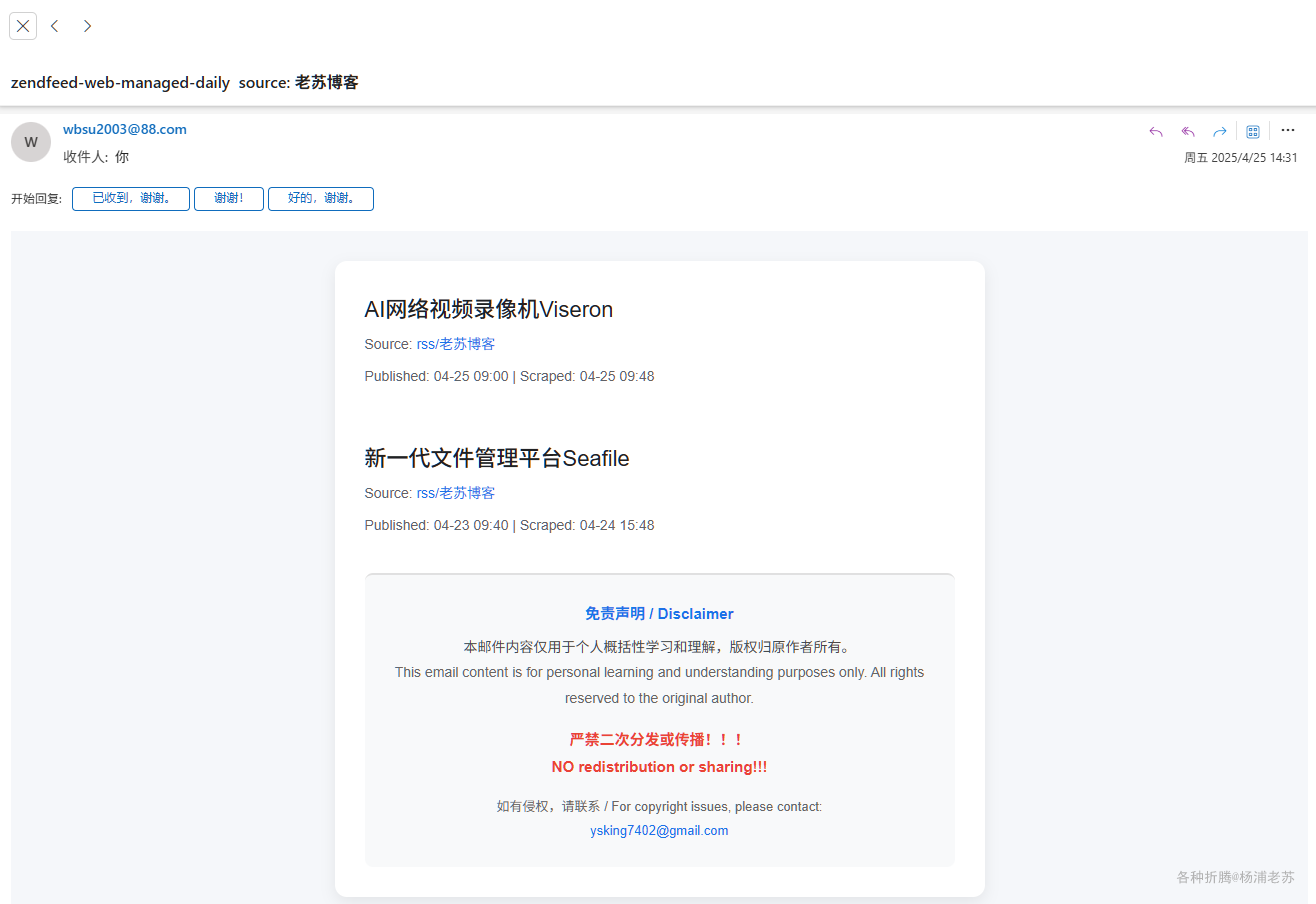 zendfeed-web-managed-daily  source: 老苏博客
W
wbsu2003@88.com
收件人: 你
周五 2025/4/25 14:31
开始回复: 已收到，谢谢。 谢谢！ 好的，谢谢。
AI网络视频录像机Viseron
Source: rss/老苏博客
Published: 04-25 09:00 | Scraped: 04-25 09:48
新一代文件管理平台Seafile
Source: rss/老苏博客
Published: 04-23 09:40 | Scraped: 04-24 15:48
免责声明 / Disclaimer
本邮件内容仅用于个人概括性学习和理解，版权归原作者所有。
This email content is for personal learning and understanding purposes only. All rights
reserved to the original author.
严禁二次分发或传播！！！
NO redistribution or sharing!!!
如有侵权，请联系 / For copyright issues, please contact:
ysking7402@gmail.com
各种折腾@杨浦老苏